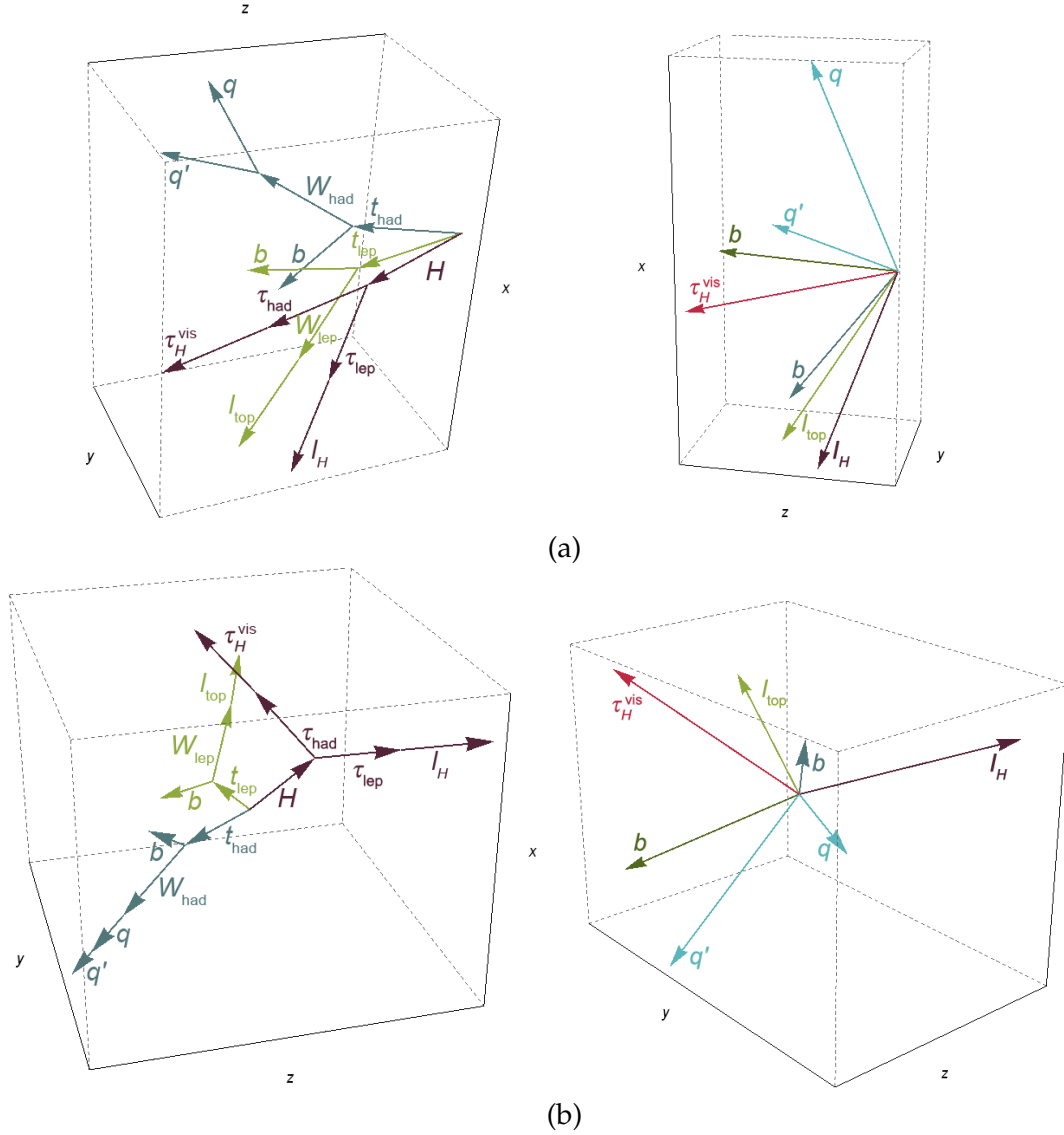 z
q
q'
W_had
t_had
b
t_lep
b
H
x
τ_had
W_lep
τ_H^vis
τ_lep
l_top
l_H
y
q
q'
b
x
τ_H^vis
b
l_top
l_H
y
z
(a)
τ_H^vis
l_top
τ_had
W_lep
t_lep
τ_lep
l_H
b
H
t_had
b
x
W_had
q
y
q'
z
τ_H^vis
l_top
b
l_H
b
q
q'
y
z
(b)